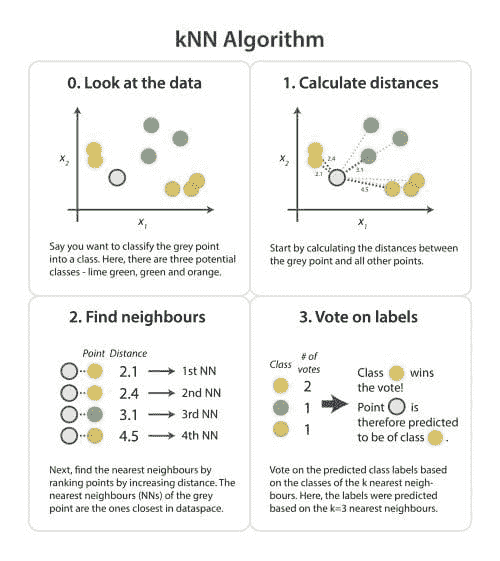 kNN Algorithm
0. Look at the data
x2
x1
Say you want to classify the grey point
into a class. Here, there are three potential
classes - lime green, green and orange.
1. Calculate distances
x2
2.4
2.1
3.1
4.5
x1
Start by calculating the distances between
the grey point and all other points.
2. Find neighbours
Point Distance
2.1 1st NN
2.4 2nd NN
3.1 3rd NN
4.5 4th NN
Next, find the nearest neighbours by
ranking points by increasing distance. The
nearest neighbours (NNs) of the grey
point are the ones closest in dataspace.
3. Vote on labels
Class # of
votes
2
1
1
Class wins
the vote!
Point is
therefore predicted
to be of class .
Vote on the predicted class labels based
on the classes of the k nearest neigh-
bours. Here, the labels were predicted
based on the k=3 nearest neighbours.